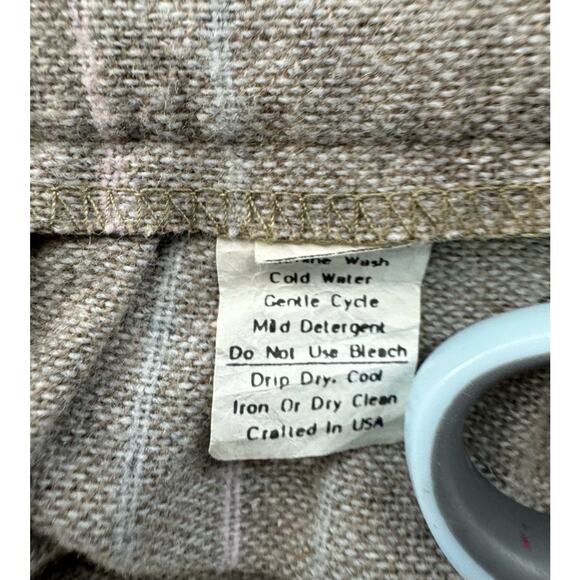 Wash
Cold Water
Gentle Cycle
Mild Detergent
Do Not Use Bleach
Drip Dry. Cool
Iron Or Dry Clean
Crafted In USA